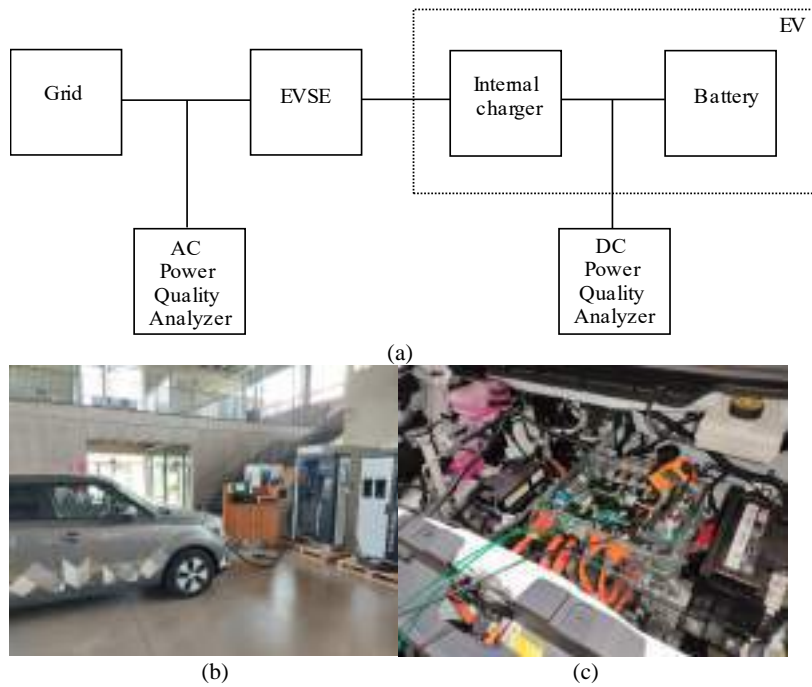 EV
Grid
EVSE
Internal
charger
Battery
AC
Power
Quality
Analyzer
DC
Power
Quality
Analyzer
(a)
(b)
(c)